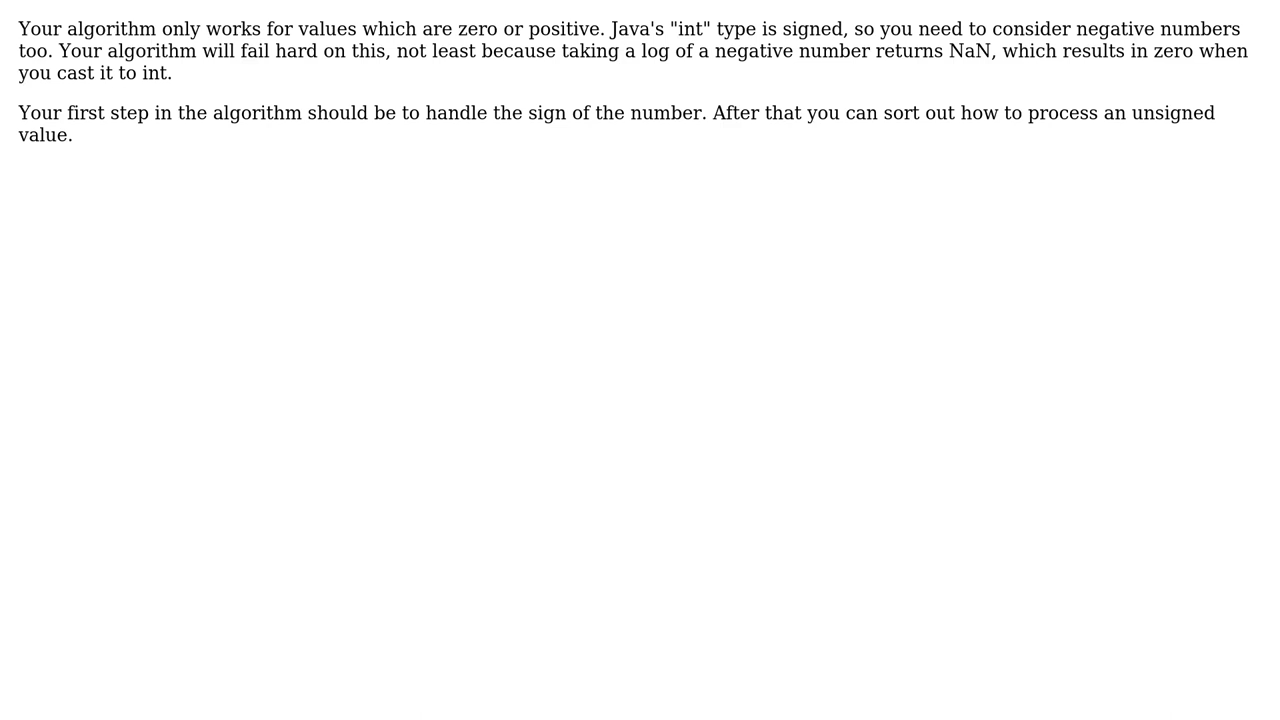 Your algorithm only works for values which are zero or positive. Java's "int" type is signed, so you need to consider negative numbers
too. Your algorithm will fail hard on this, not least because taking a log of a negative number returns NaN, which results in zero when
you cast it to int.
Your first step in the algorithm should be to handle the sign of the number. After that you can sort out how to process an unsigned
value.